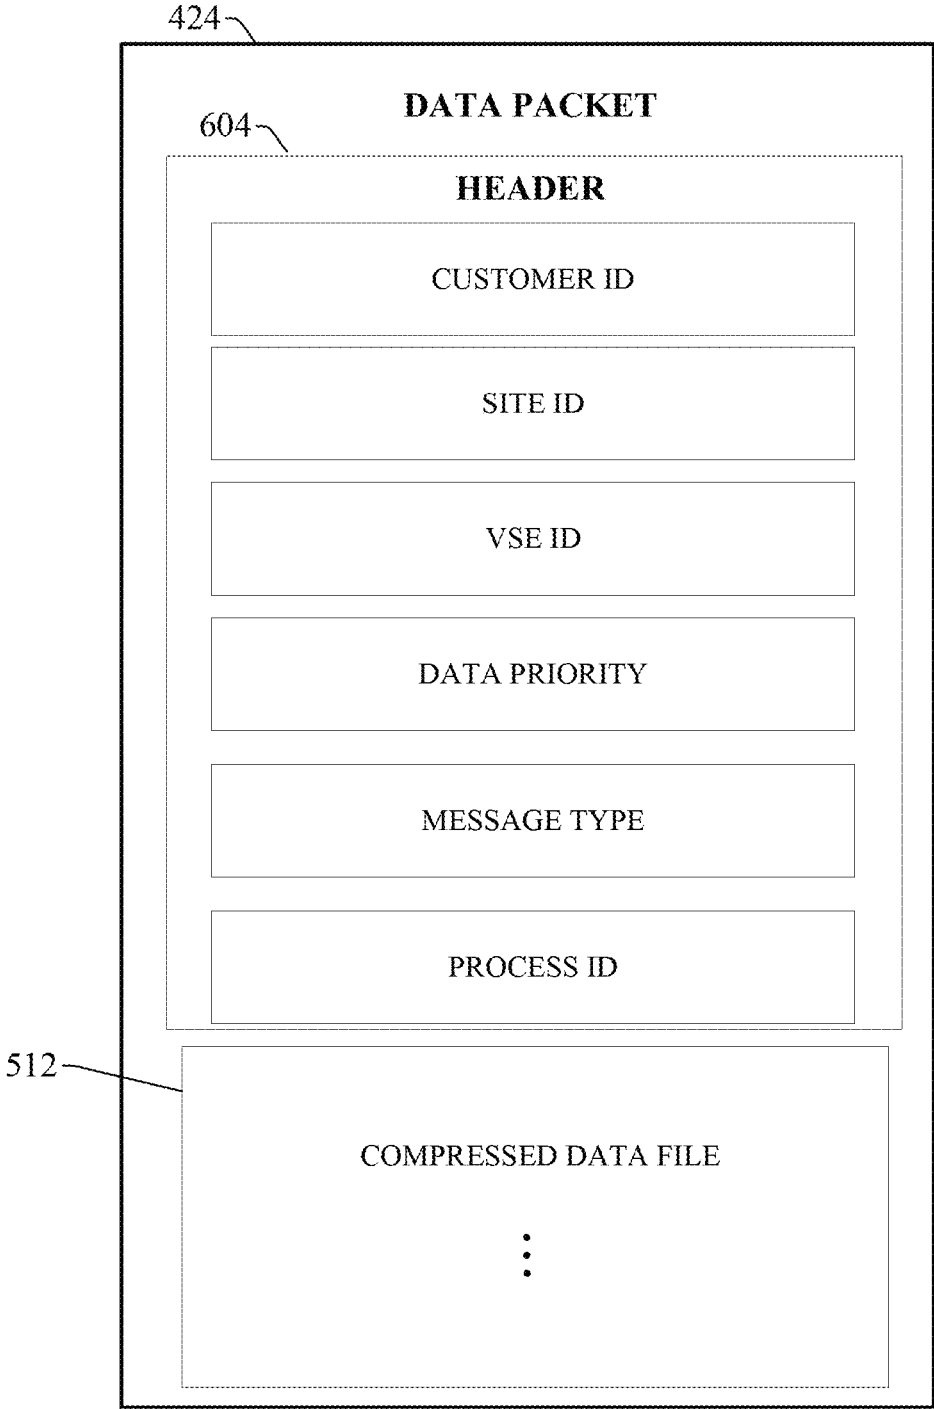 424
DATA PACKET
604
HEADER
CUSTOMER ID
SITE ID
VSE ID
DATA PRIORITY
MESSAGE TYPE
PROCESS ID
512
COMPRESSED DATA FILE